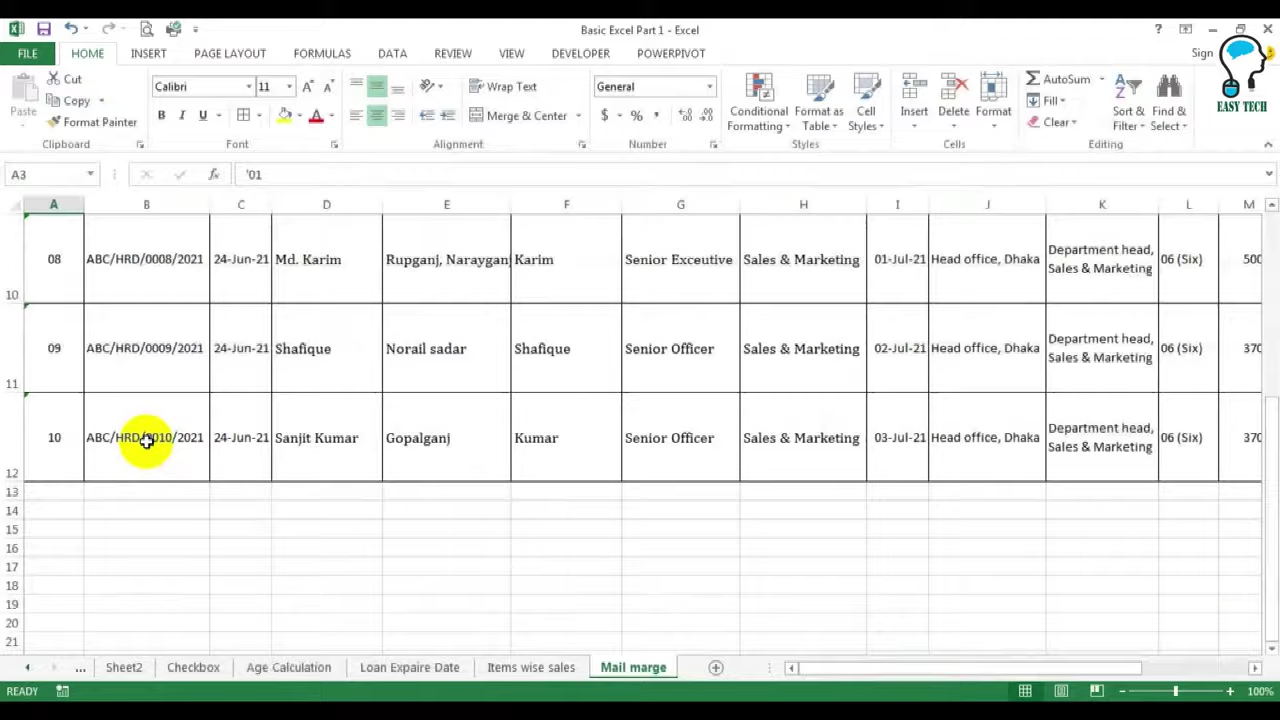 Basic Excel Part 1 - Excel
?
FILE HOME INSERT PAGE LAYOUT FORMULAS DATA REVIEW VIEW DEVELOPER POWERPIVOT Sign
EASY TECH
Paste
Cut
Copy
Format Painter
Clipboard
Calibri 11
B I U
Font
Wrap Text
Merge & Center
Alignment
General
$ % ,
Number
Conditional Formatting
Format as Table
Cell Styles
Styles
Insert Delete Format
Cells
AutoSum
Fill
Clear
Sort & Filter
Find & Select
Editing
A3 fx '01
A B C D E F G H I J K L M
10 08 ABC/HRD/0008/2021 24-Jun-21 Md. Karim Rupganj, Narayganj Karim Senior Exceutive Sales & Marketing 01-Jul-21 Head office, Dhaka Department head, Sales & Marketing 06 (Six) 500
11 09 ABC/HRD/0009/2021 24-Jun-21 Shafique Norail sadar Shafique Senior Officer Sales & Marketing 02-Jul-21 Head office, Dhaka Department head, Sales & Marketing 06 (Six) 370
12 10 ABC/HRD/0010/2021 24-Jun-21 Sanjit Kumar Gopalganj Kumar Senior Officer Sales & Marketing 03-Jul-21 Head office, Dhaka Department head, Sales & Marketing 06 (Six) 370
13
14
15
16
17
18
19
20
21
... Sheet2 Checkbox Age Calculation Loan Expaire Date Items wise sales Mail marge
READY 100%